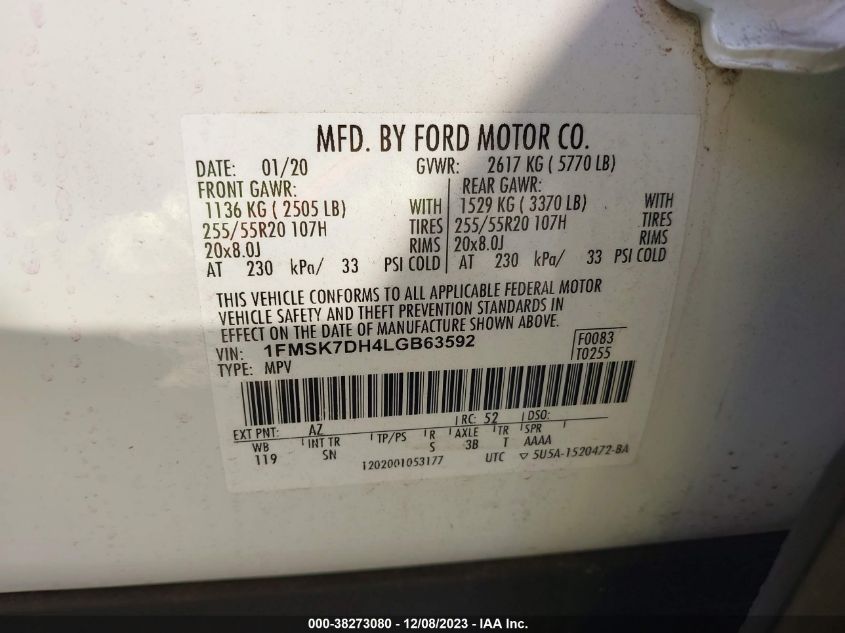 MFD. BY FORD MOTOR CO.
DATE: 01/20 GVWR: 2617 KG ( 5770 LB)
FRONT GAWR: REAR GAWR:
1136 KG ( 2505 LB) WITH 1529 KG ( 3370 LB) WITH
255/55R20 107H TIRES 255/55R20 107H TIRES
20x8.0J RIMS 20x8.0J RIMS
AT 230 kPa/ 33 PSI COLD AT 230 kPa/ 33 PSI COLD
THIS VEHICLE CONFORMS TO ALL APPLICABLE FEDERAL MOTOR
VEHICLE SAFETY AND THEFT PREVENTION STANDARDS IN
EFFECT ON THE DATE OF MANUFACTURE SHOWN ABOVE.
VIN: 1FMSK7DH4LGB63592 F0083
TYPE: MPV T0255
EXT PNT: AZ RC: 52 DSO:
WB INT TR TP/PS R AXLE TR SPR
119 SN S 3B T AAAA
1202001053177 UTC ▽ 5U5A-1520472-BA
000-38273080 - 12/08/2023 - IAA Inc.